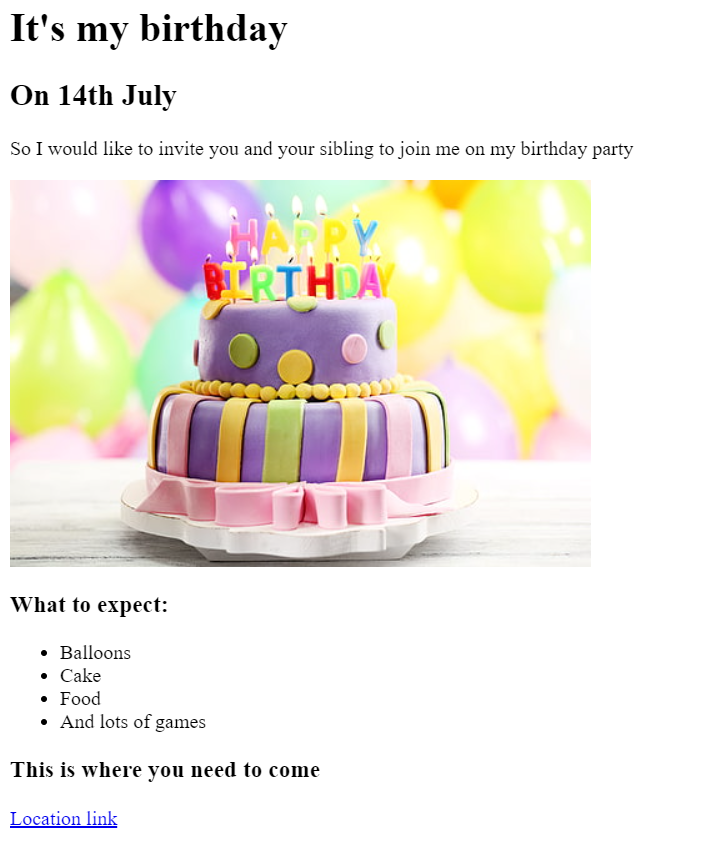 It's my birthday
On 14th July
So I would like to invite you and your sibling to join me on my birthday party
HAPPY
BIRTHDAY
What to expect:
Balloons
Cake
Food
And lots of games
This is where you need to come
Location link